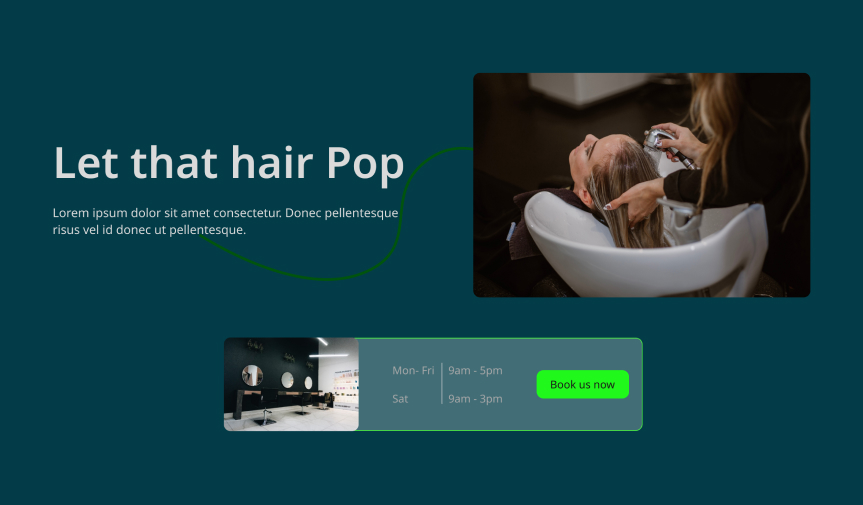 Let that hair Pop
Lorem ipsum dolor sit amet consectetur. Donec pellentesque
risus vel id donec ut pellentesque.
Mon- Fri 9am - 5pm
Sat 9am - 3pm
Book us now